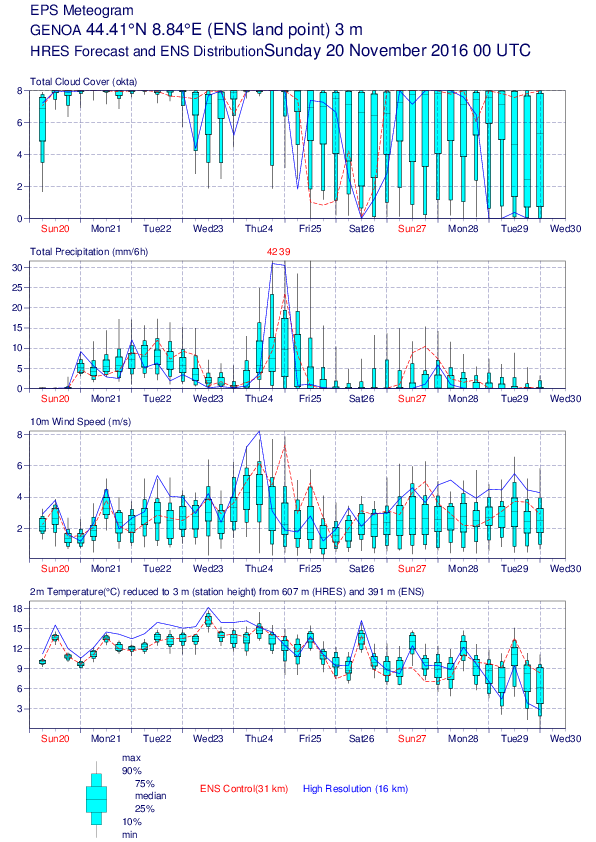 EPS Meteogram
GENOA 44.41°N 8.84°E (ENS land point) 3 m
HRES Forecast and ENS DistributionSunday 20 November 2016 00 UTC
Total Cloud Cover (okta)
8
6
4
2
0
Sun20 Mon21 Tue22 Wed23 Thu24 Fri25 Sat26 Sun27 Mon28 Tue29 Wed30
Total Precipitation (mm/6h) 42 39
30
25
20
15
10
5
0
Sun20 Mon21 Tue22 Wed23 Thu24 Fri25 Sat26 Sun27 Mon28 Tue29 Wed30
10m Wind Speed (m/s)
8
6
4
2
Sun20 Mon21 Tue22 Wed23 Thu24 Fri25 Sat26 Sun27 Mon28 Tue29 Wed30
2m Temperature(°C) reduced to 3 m (station height) from 607 m (HRES) and 391 m (ENS)
18
15
12
9
6
3
Sun20 Mon21 Tue22 Wed23 Thu24 Fri25 Sat26 Sun27 Mon28 Tue29 Wed30
max
90%
75%
median
25%
10%
min
ENS Control(31 km) High Resolution (16 km)